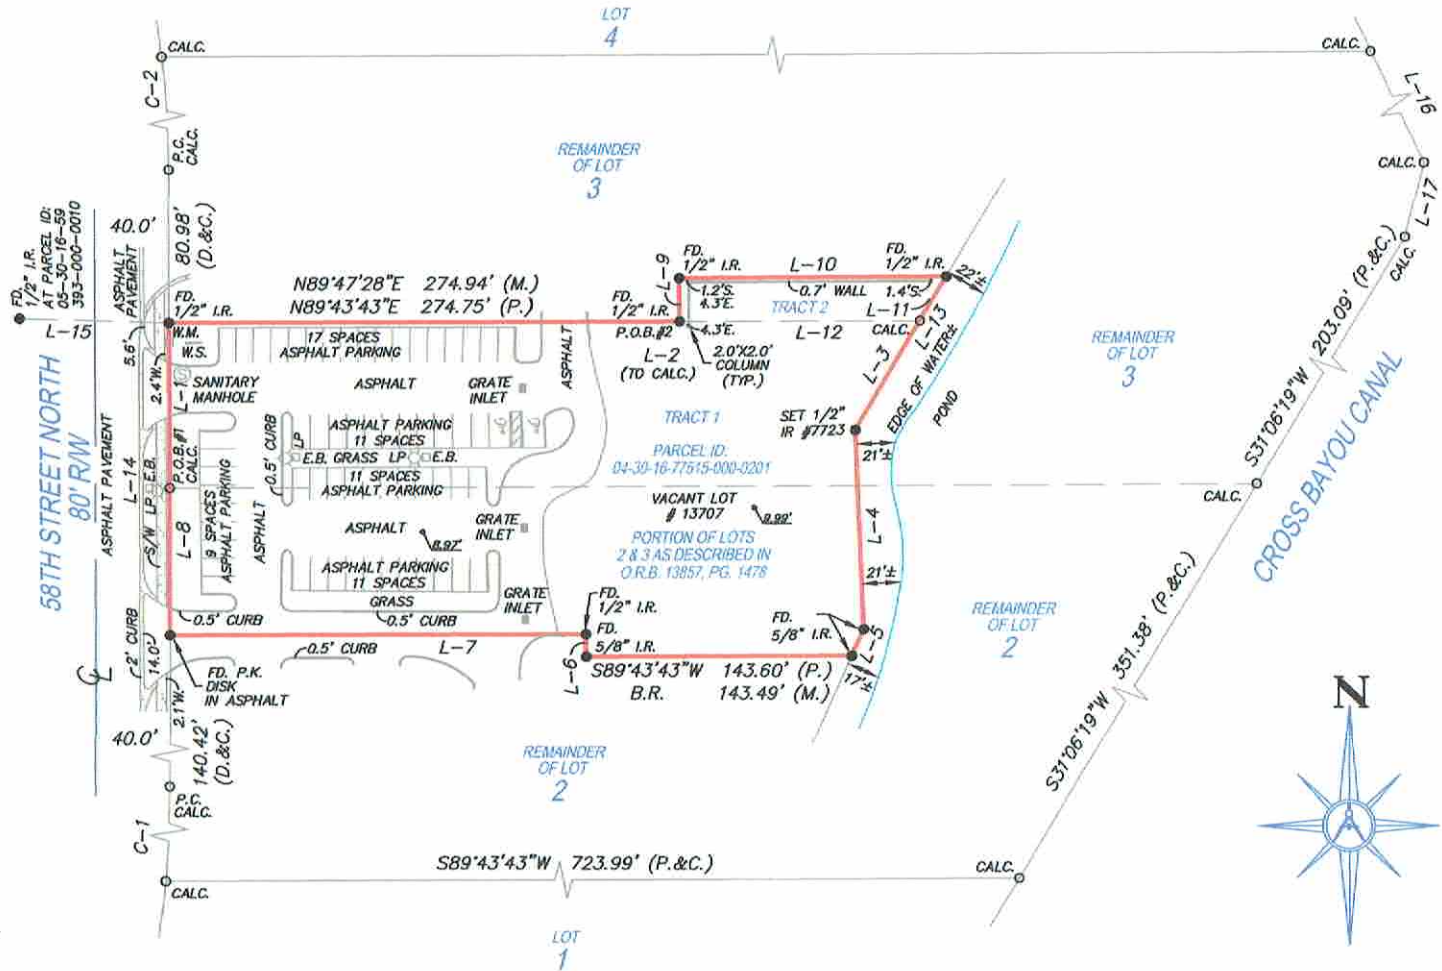 LOT
4
CALC.
CALC.
C-2
L-16
P.C.
CALC.
REMAINDER
OF LOT
3
CALC.
L-17
FD.
1/2" I.R.
AT PARCEL ID:
05-30-16-59
393-000-0010
40.0'
80.98'
(D.&C.)
ASPHALT
PAVEMENT
L-15
CALC.
N89°47'28"E 274.94' (M.)
N89°43'43"E 274.75' (P.)
FD.
1/2" I.R.
FD.
1/2" I.R.
L-9
FD.
1/2" I.R.
L-10
FD.
1/2" I.R.
22'±
1.2'S.
0.7' WALL
1.4'S.
4.3'E.
TRACT 2
L-11
P.O.B.#2
4.3'E.
L-12
CALC.
L-13
L-2
(TO CALC.)
2.0'X2.0'
COLUMN
(TYP.)
L-3
EDGE OF WATER±
POND
REMAINDER
OF LOT
3
S31°06'19"W 203.09' (P.&C.)
CROSS BAYOU CANAL
5.6'
W.M.
W.S.
17 SPACES
ASPHALT PARKING
ASPHALT
2.4'W.
L-1
SANITARY
MANHOLE
S
ASPHALT
GRATE
INLET
58TH STREET NORTH
80' R/W
ASPHALT PAVEMENT
L-14
P.O.B.#1
CALC.
0.5' CURB
LP
ASPHALT PARKING
11 SPACES
E.B. GRASS LP E.B.
11 SPACES
ASPHALT PARKING
TRACT 1
PARCEL ID:
04-30-16-77515-000-0201
SET 1/2"
IR #7723
21'±
CALC.
S/W LP E.B.
L-8
9 SPACES
ASPHALT PARKING
ASPHALT
ASPHALT
8.97'
GRATE
INLET
VACANT LOT
# 13707
8.99'
L-4
PORTION OF LOTS
2 & 3 AS DESCRIBED IN
O.R.B. 13857, PG. 1478
ASPHALT PARKING
11 SPACES
GRASS
GRATE
INLET
21'±
0.5' CURB
0.5' CURB
FD.
1/2" I.R.
REMAINDER
OF LOT
2
S31°06'19"W 351.38' (P.&C.)
2' CURB
14.0'
0.5' CURB
L-7
FD.
5/8" I.R.
FD.
5/8" I.R.
L-5
L-6
S89°43'43"W 143.60' (P.)
B.R. 143.49' (M.)
17'±
FD. P.K.
DISK
IN ASPHALT
2.1'W.
CL
40.0'
140.42'
(D.&C.)
REMAINDER
OF LOT
2
N
P.C.
CALC.
C-1
S89°43'43"W 723.99' (P.&C.)
CALC.
CALC.
LOT
1